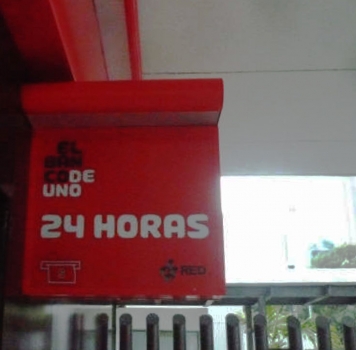 EL
BAN
CODE
UNO
24 HORAS
RED